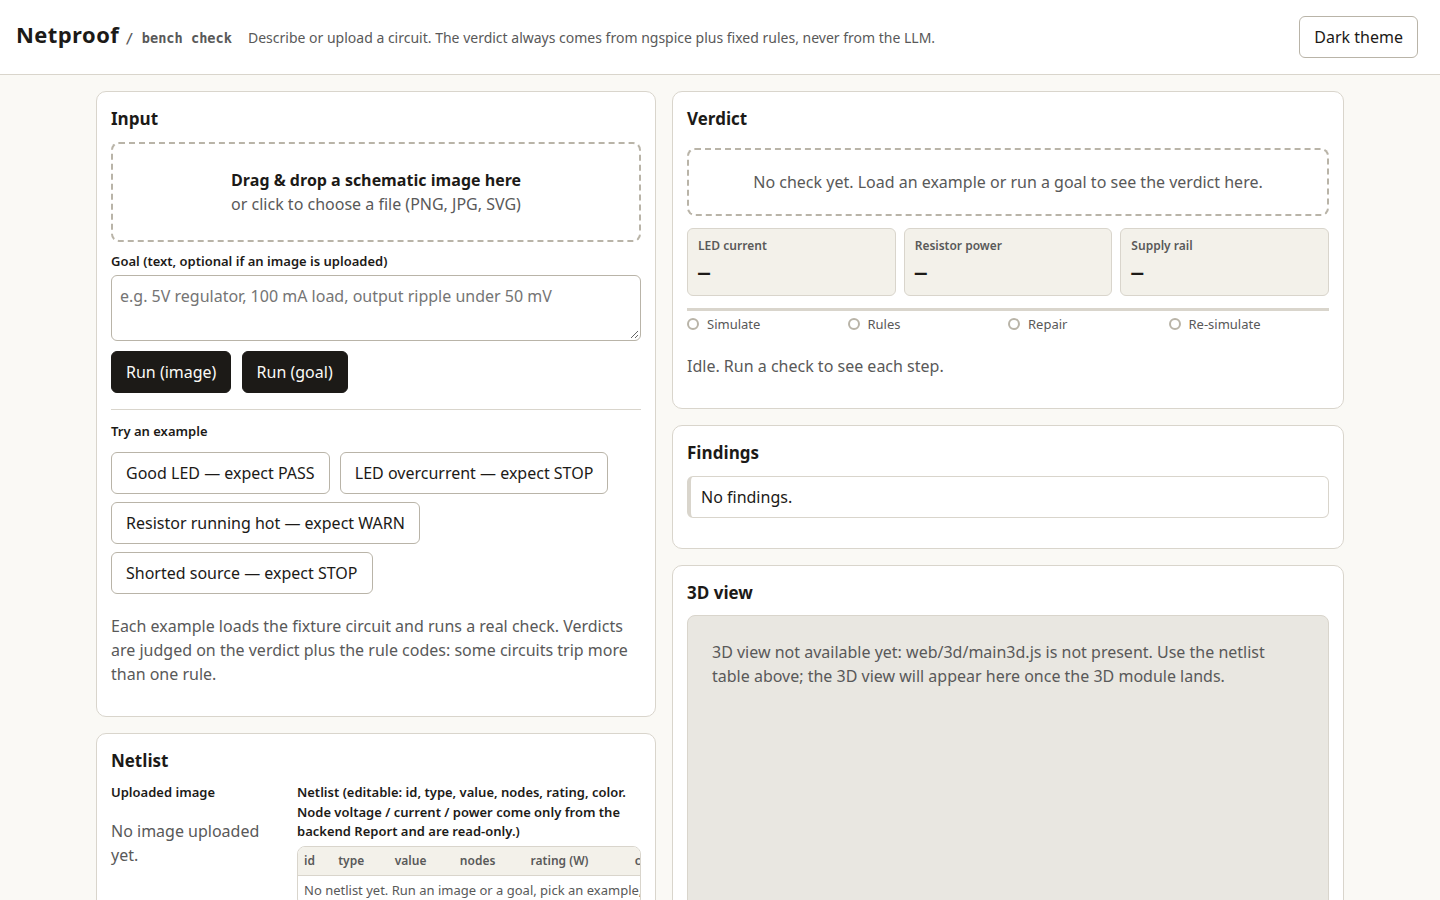 Netproof / bench check Describe or upload a circuit. The verdict always comes from ngspice plus fixed rules, never from the LLM. Dark theme
Input
Drag & drop a schematic image here
or click to choose a file (PNG, JPG, SVG)
Goal (text, optional if an image is uploaded)
e.g. 5V regulator, 100 mA load, output ripple under 50 mV
Run (image) Run (goal)
Try an example
Good LED — expect PASS LED overcurrent — expect STOP
Resistor running hot — expect WARN
Shorted source — expect STOP
Each example loads the fixture circuit and runs a real check. Verdicts
are judged on the verdict plus the rule codes: some circuits trip more
than one rule.
Netlist
Uploaded image
No image uploaded
yet.
Netlist (editable: id, type, value, nodes, rating, color.
Node voltage / current / power come only from the
backend Report and are read-only.)
id type value nodes rating (W)
No netlist yet. Run an image or a goal, pick an example,
Verdict
No check yet. Load an example or run a goal to see the verdict here.
LED current Resistor power Supply rail
— — —
Simulate Rules Repair Re-simulate
Idle. Run a check to see each step.
Findings
No findings.
3D view
3D view not available yet: web/3d/main3d.js is not present. Use the netlist
table above; the 3D view will appear here once the 3D module lands.